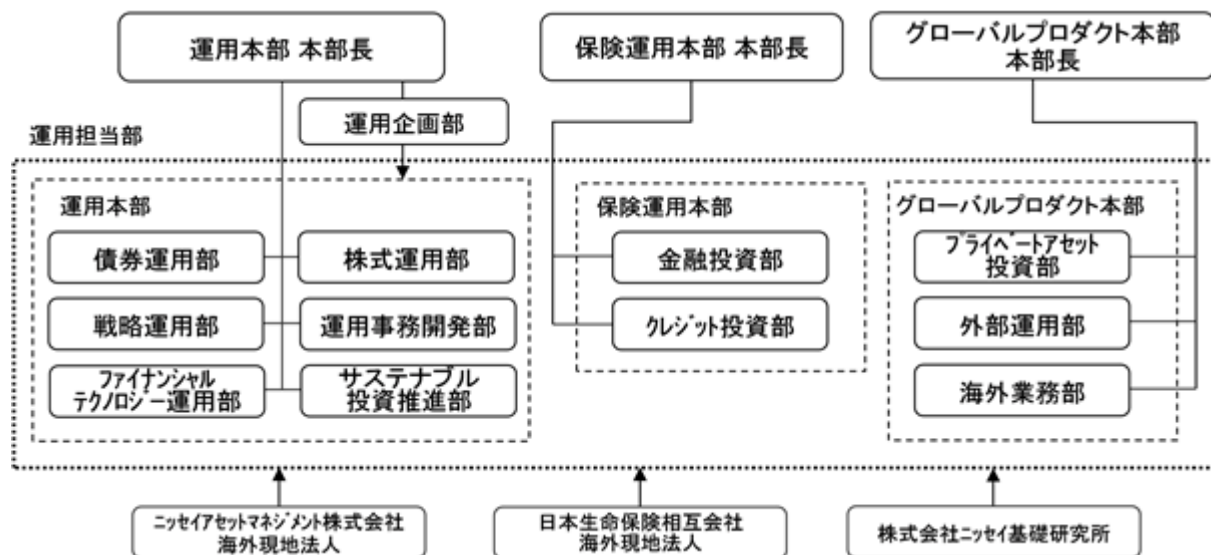 運用本部 本部長
保険運用本部 本部長
グローバルプロダクト本部
本部長
運用企画部
運用担当部
運用本部
債券運用部
株式運用部
戦略運用部
運用事務開発部
ファイナンシャル
テクノロジー運用部
サステナブル
投資推進部
保険運用本部
金融投資部
クレジット投資部
グローバルプロダクト本部
プライベートアセット
投資部
外部運用部
海外業務部
ニッセイアセットマネジメント株式会社
海外現地法人
日本生命保険相互会社
海外現地法人
株式会社ニッセイ基礎研究所